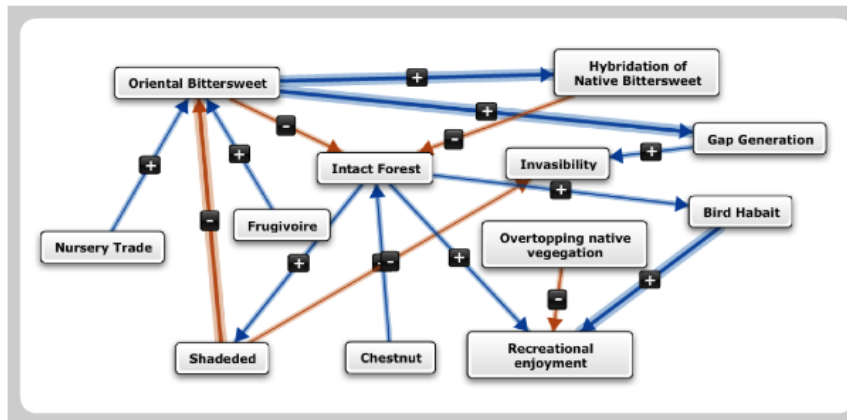 Hybridation of
Native Bittersweet
Oriental Bittersweet
+
+
-
-
Gap Generation
+
Invasibility
+
Intact Forest
+
+
Bird Habait
Frugivoire
Nursery Trade
Overtopping native
vegegation
-
+
-
+
+
-
Shadeded
Chestnut
Recreational
enjoyment